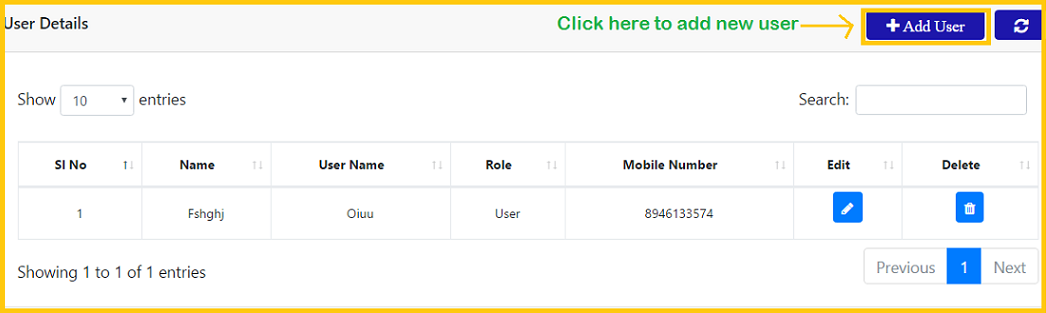 User Details Click here to add new user Add User
Show 10 entries Search:
Sl No Name User Name Role Mobile Number Edit Delete
1 Fshghj Oiuu User 8946133574
Showing 1 to 1 of 1 entries Previous 1 Next